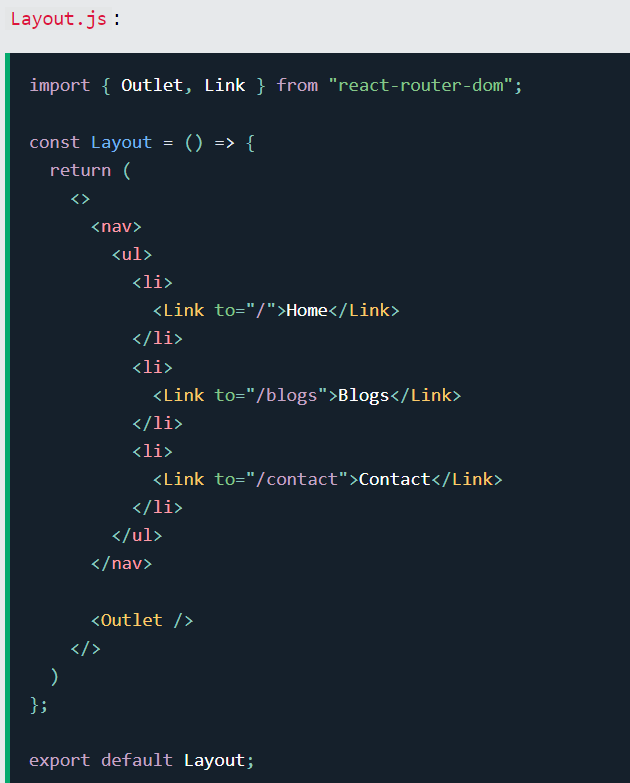 Layout.js:
import { Outlet, Link } from "react-router-dom";
const Layout = () => {
  return (
    <>
      <nav>
        <ul>
          <li>
            <Link to="/">Home</Link>
          </li>
          <li>
            <Link to="/blogs">Blogs</Link>
          </li>
          <li>
            <Link to="/contact">Contact</Link>
          </li>
        </ul>
      </nav>
      <Outlet />
    </>
  )
};
export default Layout;